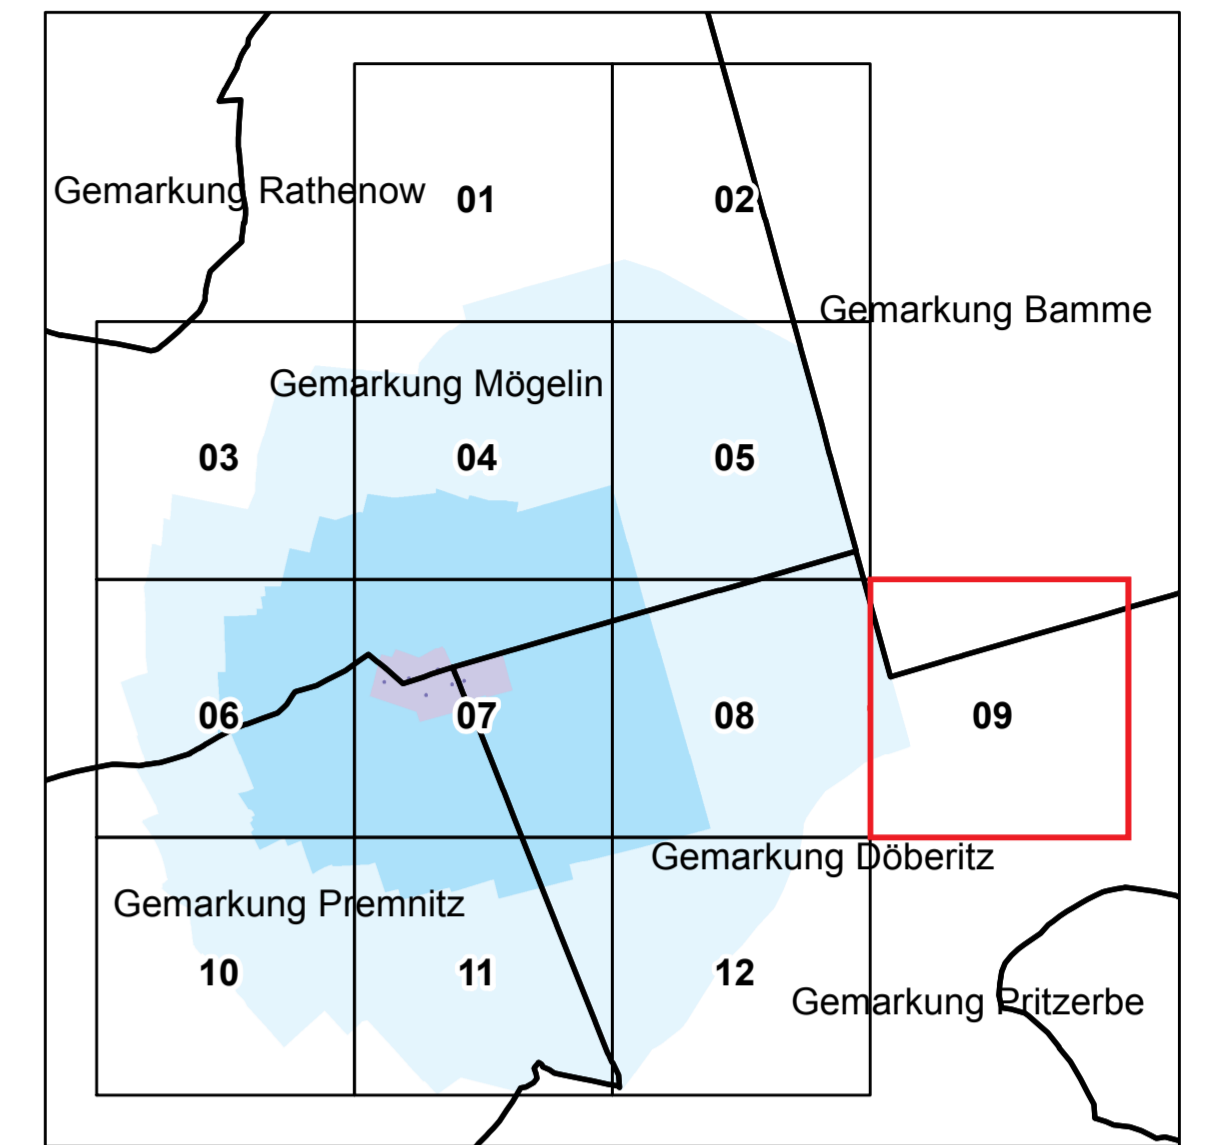 Gemarkung Rathenow
01
02
Gemarkung Bamme
Gemarkung Mögelin
03
04
05
06
07
08
09
Gemarkung Döberitz
Gemarkung Premnitz
10
11
12
Gemarkung Pritzerbe